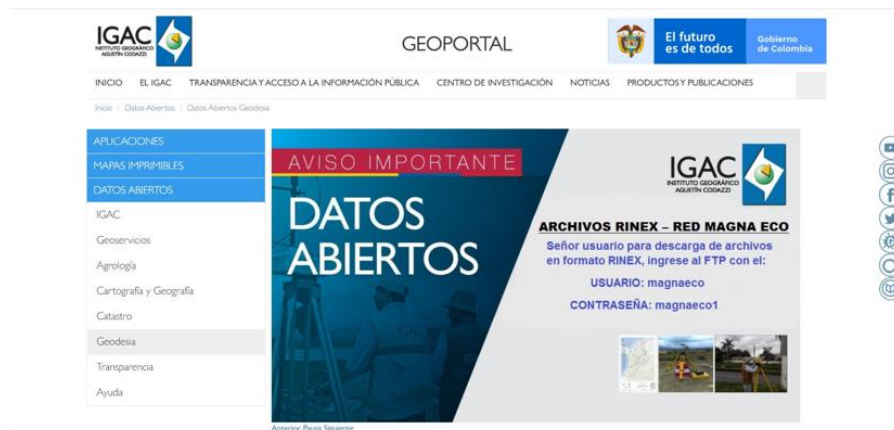 IGAC
INSTITUTO GEOGRÁFICO
AGUSTÍN CODAZZI
GEOPORTAL
El futuro
es de todos
Gobierno
de Colombia
INICIO EL IGAC TRANSPARENCIA Y ACCESO A LA INFORMACIÓN PÚBLICA CENTRO DE INVESTIGACIÓN NOTICIAS PRODUCTOS Y PUBLICACIONES
Inicio / Datos Abiertos / Datos Abiertos Geodesia
APLICACIONES
MAPAS IMPRIMIBLES
DATOS ABIERTOS
IGAC
Geoservicios
Agrología
Cartografía y Geografía
Catastro
Geodesia
Transparencia
Ayuda
AVISO IMPORTANTE
DATOS
ABIERTOS
IGAC
INSTITUTO GEOGRÁFICO
AGUSTÍN CODAZZI
ARCHIVOS RINEX – RED MAGNA ECO
Señor usuario para descarga de archivos
en formato RINEX, ingrese al FTP con el:
USUARIO: magnaeco
CONTRASEÑA: magnaeco1
Anterior Pausa Siguiente